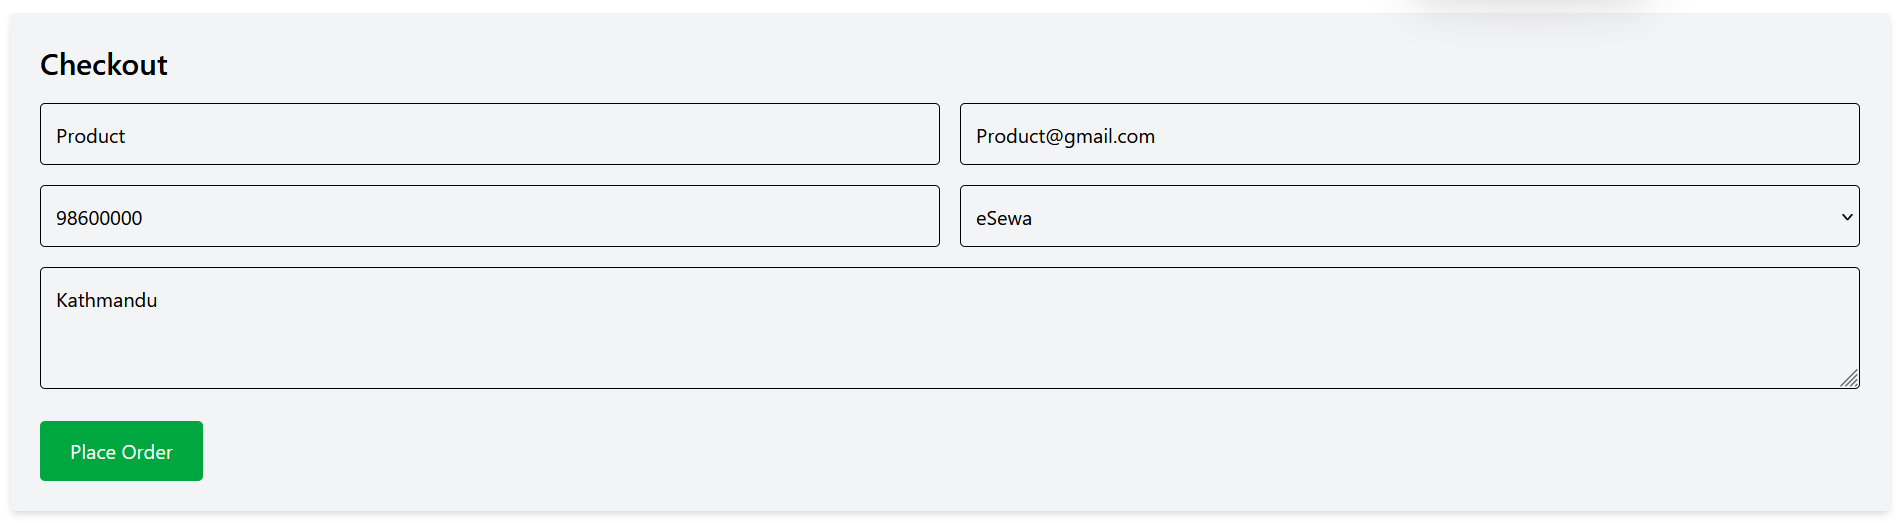 Checkout
Product
Product@gmail.com
98600000
eSewa
Kathmandu
Place Order